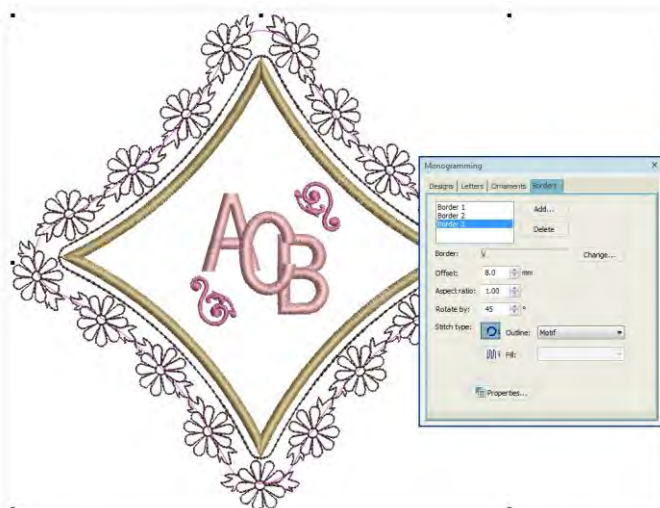 AOB
Monogramming
Designs Letters Ornaments Borders
Border 1
Border 2
Border 3
Add...
Delete
Border:
Change...
Offset: 8.0 mm
Aspect ratio: 1.00
Rotate by: 45 °
Stitch type: Outline: Motif
Fill:
Properties...